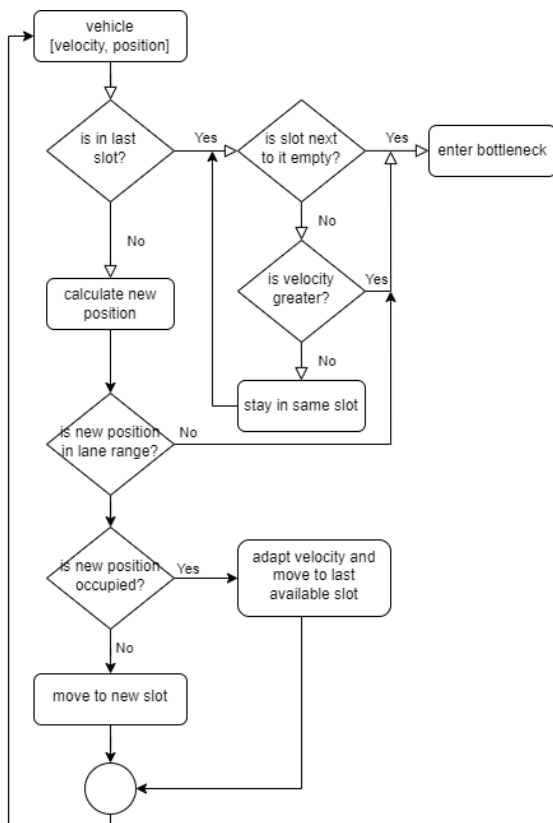 vehicle
[velocity, position]
is in last
slot?
Yes
is slot next
to it empty?
Yes
enter bottleneck
No
No
calculate new
position
is velocity
greater?
Yes
No
stay in same slot
is new position
in lane range?
No
is new position
occupied?
Yes
adapt velocity and
move to last
available slot
No
move to new slot